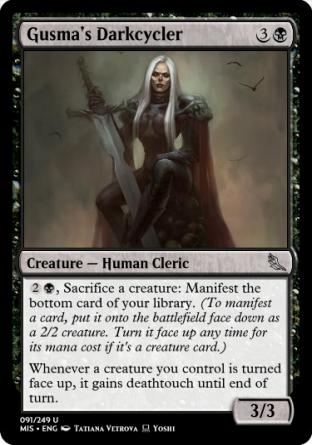 Gusma's Darkcycler 3
Creature — Human Cleric
2, Sacrifice a creature: Manifest the
bottom card of your library. (To manifest
a card, put it onto the battlefield face down as
a 2/2 creature. Turn it face up any time for
its mana cost if it's a creature card.)
Whenever a creature you control is turned
face up, it gains deathtouch until end of
turn.
3/3
091/249 U
MIS • ENG Tatiana Vetrova Yoshi